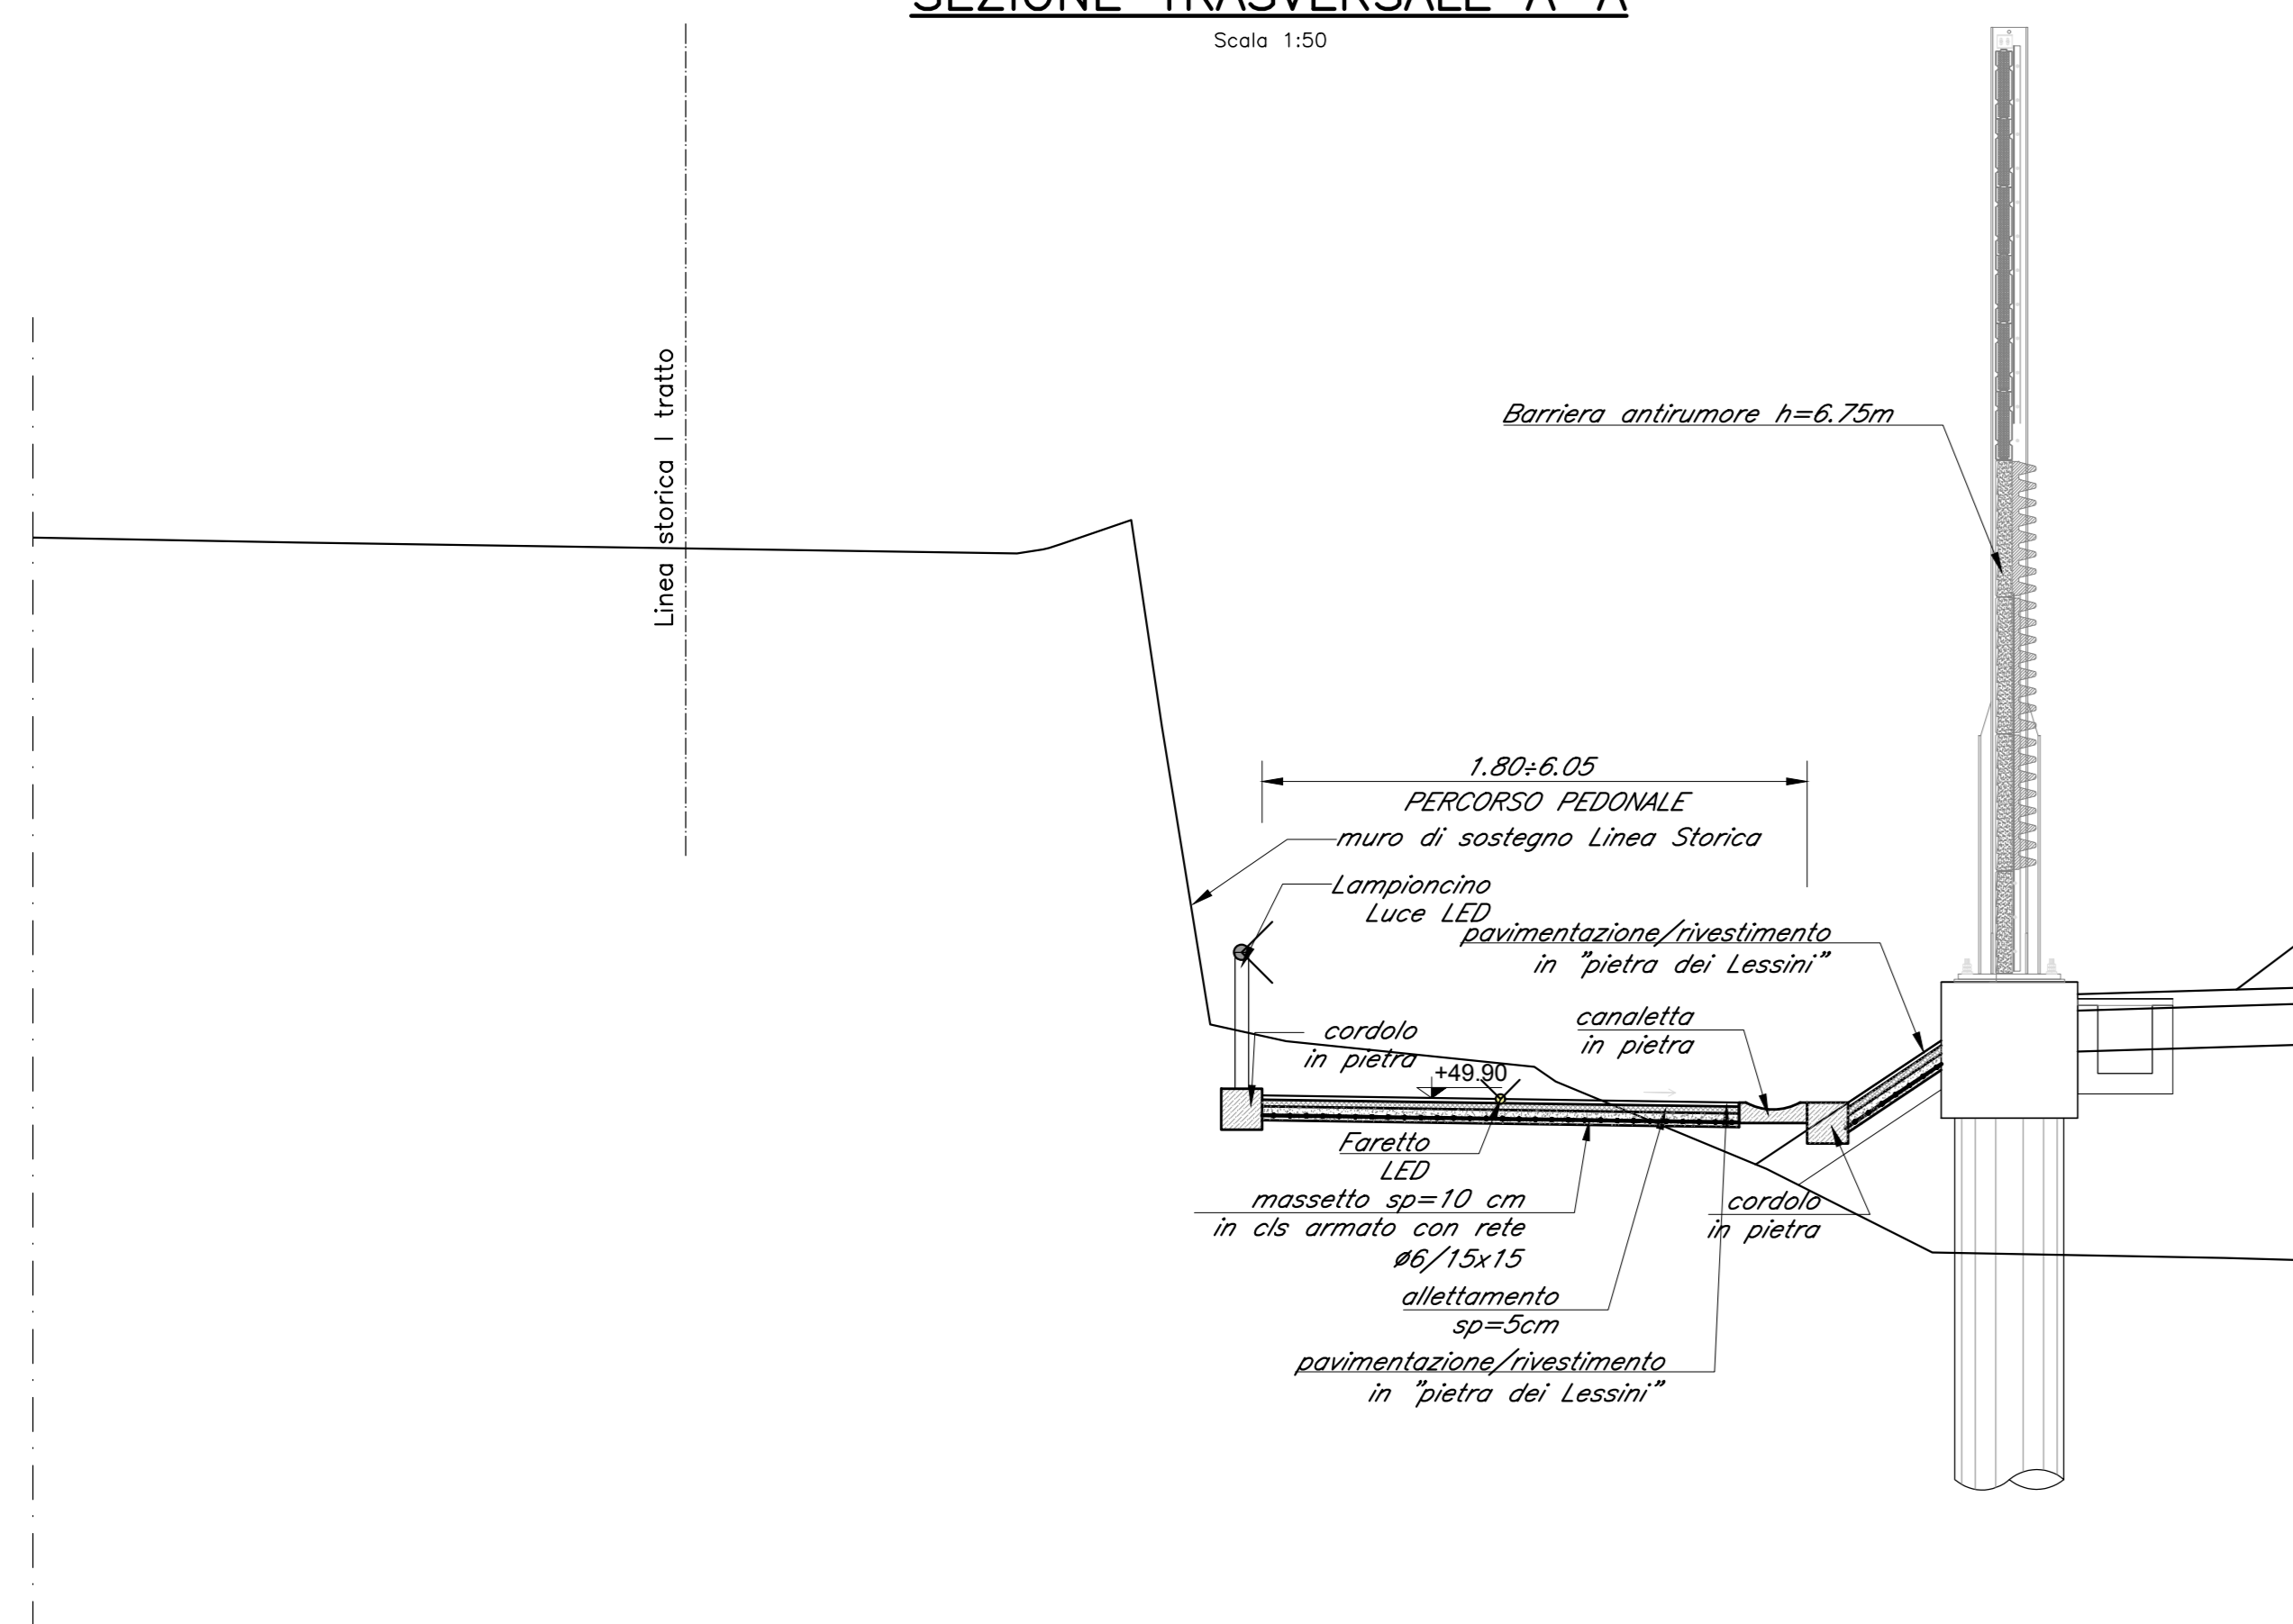 SEZIONE TRASVERSALE A-A
Scala 1:50
Linea storica I tratto
Barriera antirumore h=6.75m
1.80÷6.05
PERCORSO PEDONALE
muro di sostegno Linea Storica
Lampioncino
Luce LED
pavimentazione/rivestimento
in "pietra dei Lessini"
canaletta
in pietra
cordolo
in pietra
+49.90
Faretto
LED
massetto sp=10 cm
in cls armato con rete
ø6/15x15
cordolo
in pietra
allettamento
sp=5cm
pavimentazione/rivestimento
in "pietra dei Lessini"